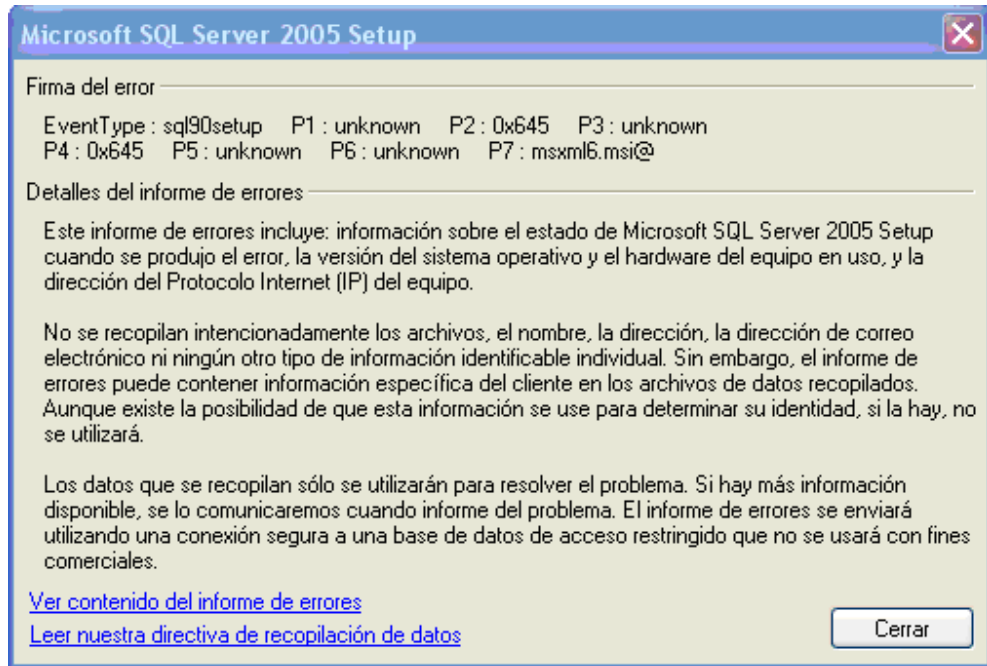 Microsoft SQL Server 2005 Setup
Firma del error
EventType : sql90setup P1 : unknown P2 : 0x645 P3 : unknown
P4 : 0x645 P5 : unknown P6 : unknown P7 : msxml6.msi@
Detalles del informe de errores
Este informe de errores incluye: información sobre el estado de Microsoft SQL Server 2005 Setup
cuando se produjo el error, la versión del sistema operativo y el hardware del equipo en uso, y la
dirección del Protocolo Internet (IP) del equipo.
No se recopilan intencionadamente los archivos, el nombre, la dirección, la dirección de correo
electrónico ni ningún otro tipo de información identificable individual. Sin embargo, el informe de
errores puede contener información específica del cliente en los archivos de datos recopilados.
Aunque existe la posibilidad de que esta información se use para determinar su identidad, si la hay, no
se utilizará.
Los datos que se recopilan sólo se utilizarán para resolver el problema. Si hay más información
disponible, se lo comunicaremos cuando informe del problema. El informe de errores se enviará
utilizando una conexión segura a una base de datos de acceso restringido que no se usará con fines
comerciales.
Ver contenido del informe de errores
Leer nuestra directiva de recopilación de datos
Cerrar